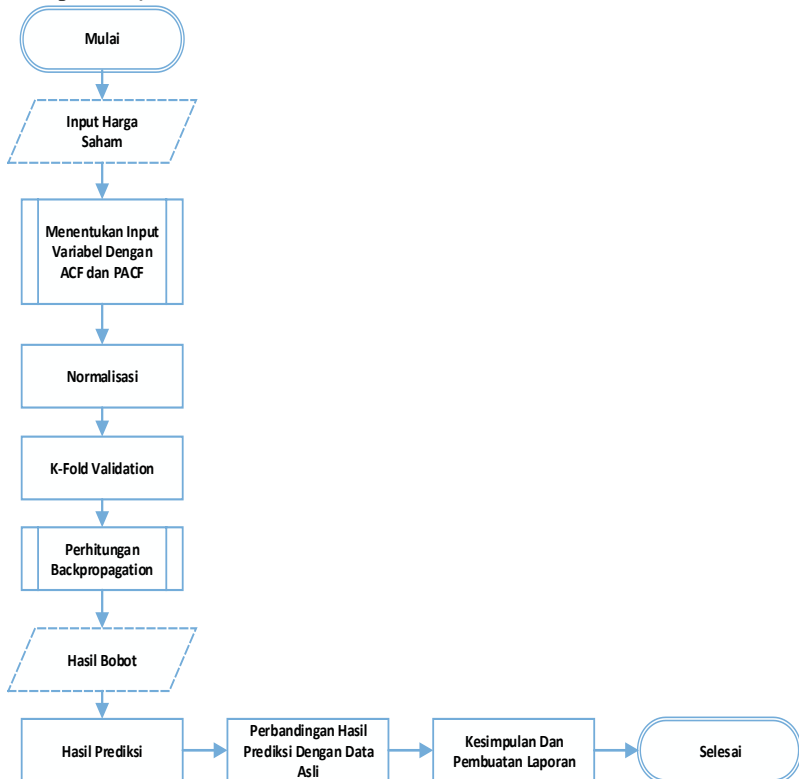 Mulai
Input Harga
Saham
Menentukan Input
Variabel Dengan
ACF dan PACF
Normalisasi
K-Fold Validation
Perhitungan
Backpropagation
Hasil Bobot
Hasil Prediksi
Perbandingan Hasil
Prediksi Dengan Data
Asli
Kesimpulan Dan
Pembuatan Laporan
Selesai